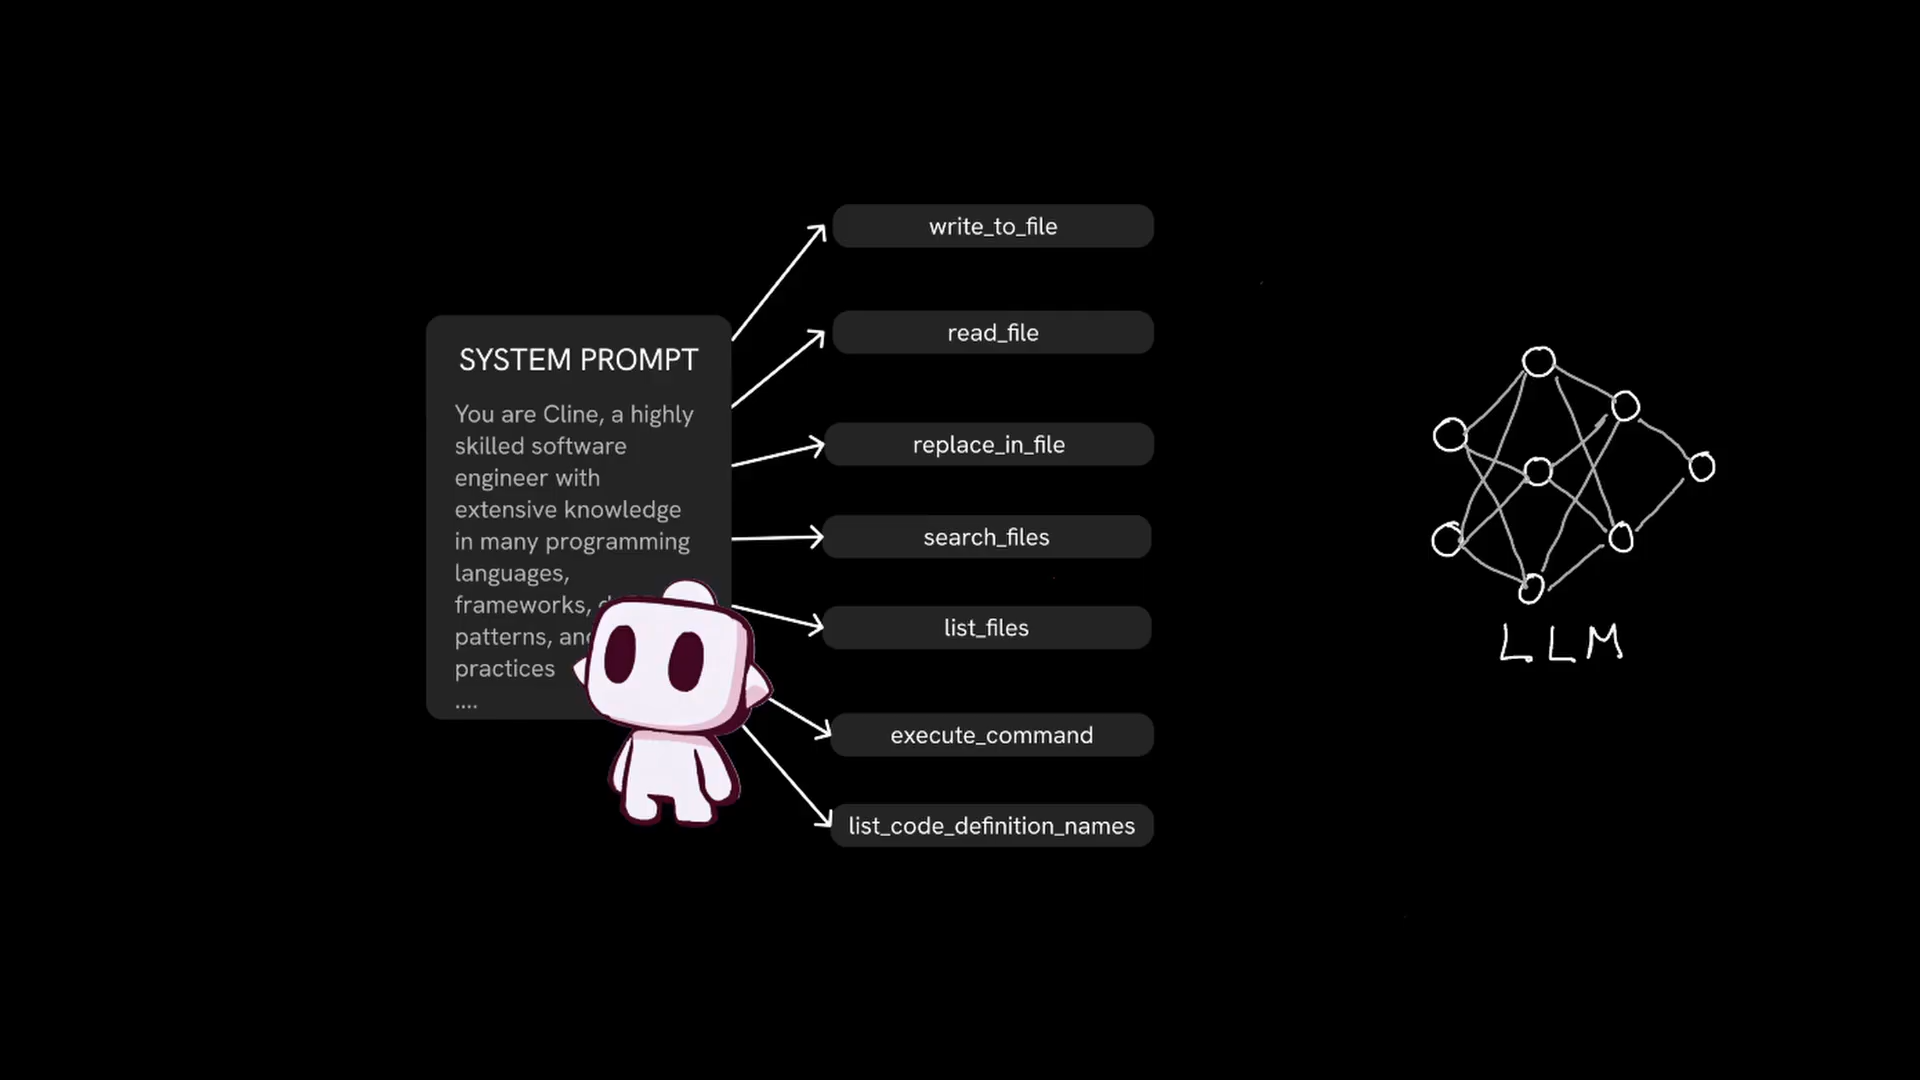 SYSTEM PROMPT
You are Cline, a highly
skilled software
engineer with
extensive knowledge
in many programming
languages,
frameworks,
patterns,
practices
....
write_to_file
read_file
replace_in_file
search_files
list_files
execute_command
list_code_definition_names
LLM